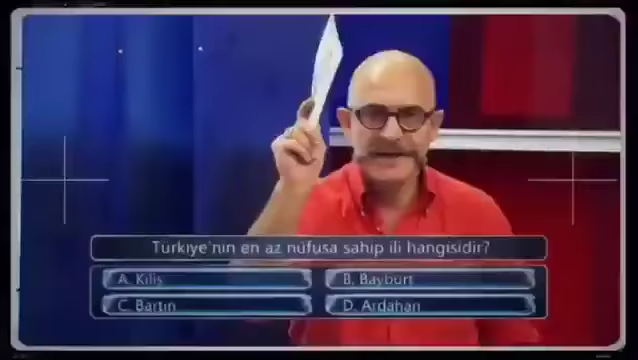 Türkiye'nin en az nüfusa sahip ili hangisidir?
A. Kilis
B. Bayburt
C. Bartın
D. Ardahan